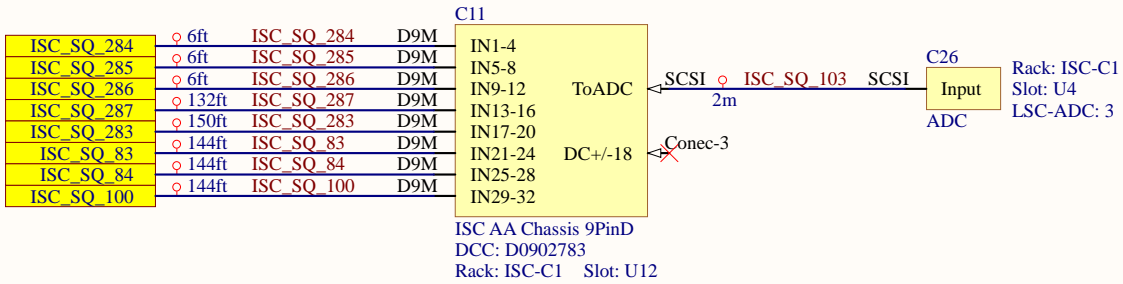 C11
ISC_SQ_284 6ft ISC_SQ_284 D9M IN1-4
ISC_SQ_285 6ft ISC_SQ_285 D9M IN5-8
ISC_SQ_286 6ft ISC_SQ_286 D9M IN9-12
ISC_SQ_287 132ft ISC_SQ_287 D9M IN13-16
ISC_SQ_283 150ft ISC_SQ_283 D9M IN17-20
ISC_SQ_83 144ft ISC_SQ_83 D9M IN21-24
ISC_SQ_84 144ft ISC_SQ_84 D9M IN25-28
ISC_SQ_100 144ft ISC_SQ_100 D9M IN29-32
ToADC SCSI ISC_SQ_103 SCSI
2m
DC+/-18 Conec-3
ISC AA Chassis 9PinD
DCC: D0902783
Rack: ISC-C1 Slot: U12
C26
Input
ADC
Rack: ISC-C1
Slot: U4
LSC-ADC: 3